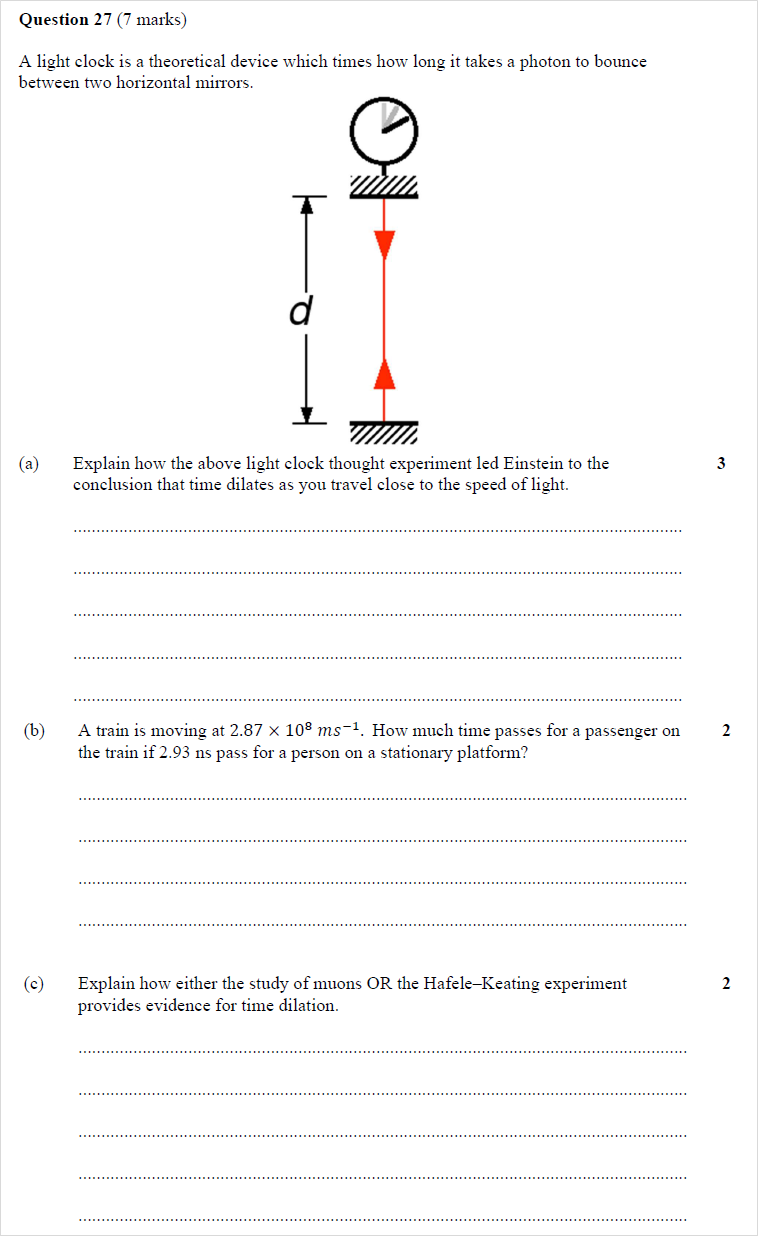 Question 27 (7 marks)
A light clock is a theoretical device which times how long it takes a photon to bounce
between two horizontal mirrors.
d
(a) Explain how the above light clock thought experiment led Einstein to the 3
conclusion that time dilates as you travel close to the speed of light.
(b) A train is moving at 2.87 × 10⁸ ms⁻¹. How much time passes for a passenger on 2
the train if 2.93 ns pass for a person on a stationary platform?
(c) Explain how either the study of muons OR the Hafele–Keating experiment 2
provides evidence for time dilation.